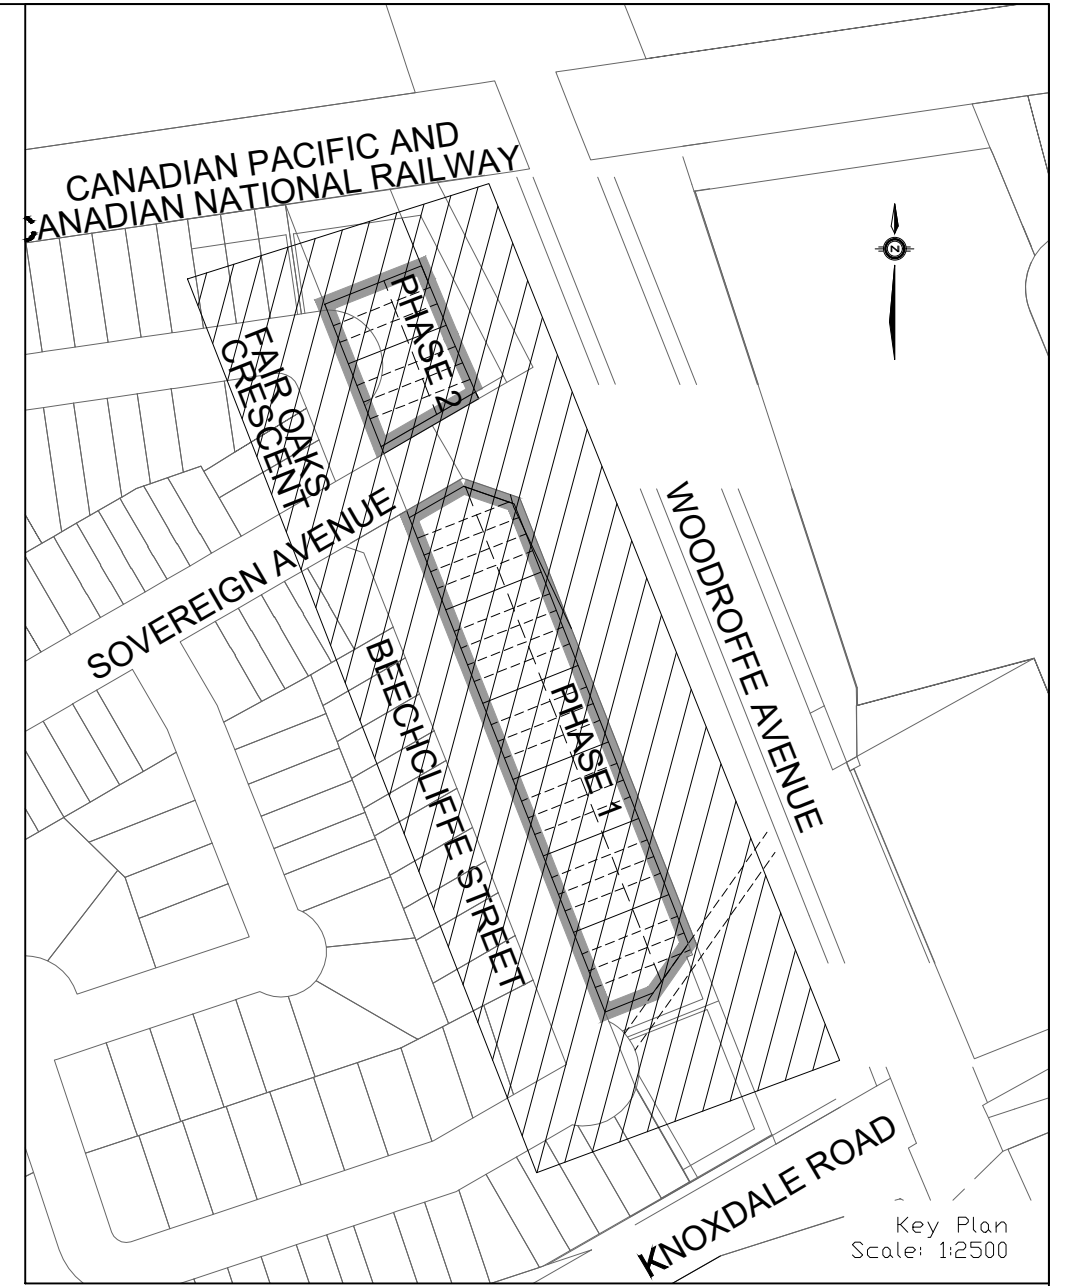 CANADIAN PACIFIC AND
CANADIAN NATIONAL RAILWAY
N
PHASE 2
FAIR OAKS
CRESCENT
SOVEREIGN AVENUE
WOODROFFE AVENUE
BEECHCLIFFE STREET
PHASE 1
KNOXDALE ROAD
Key Plan
Scale: 1:2500